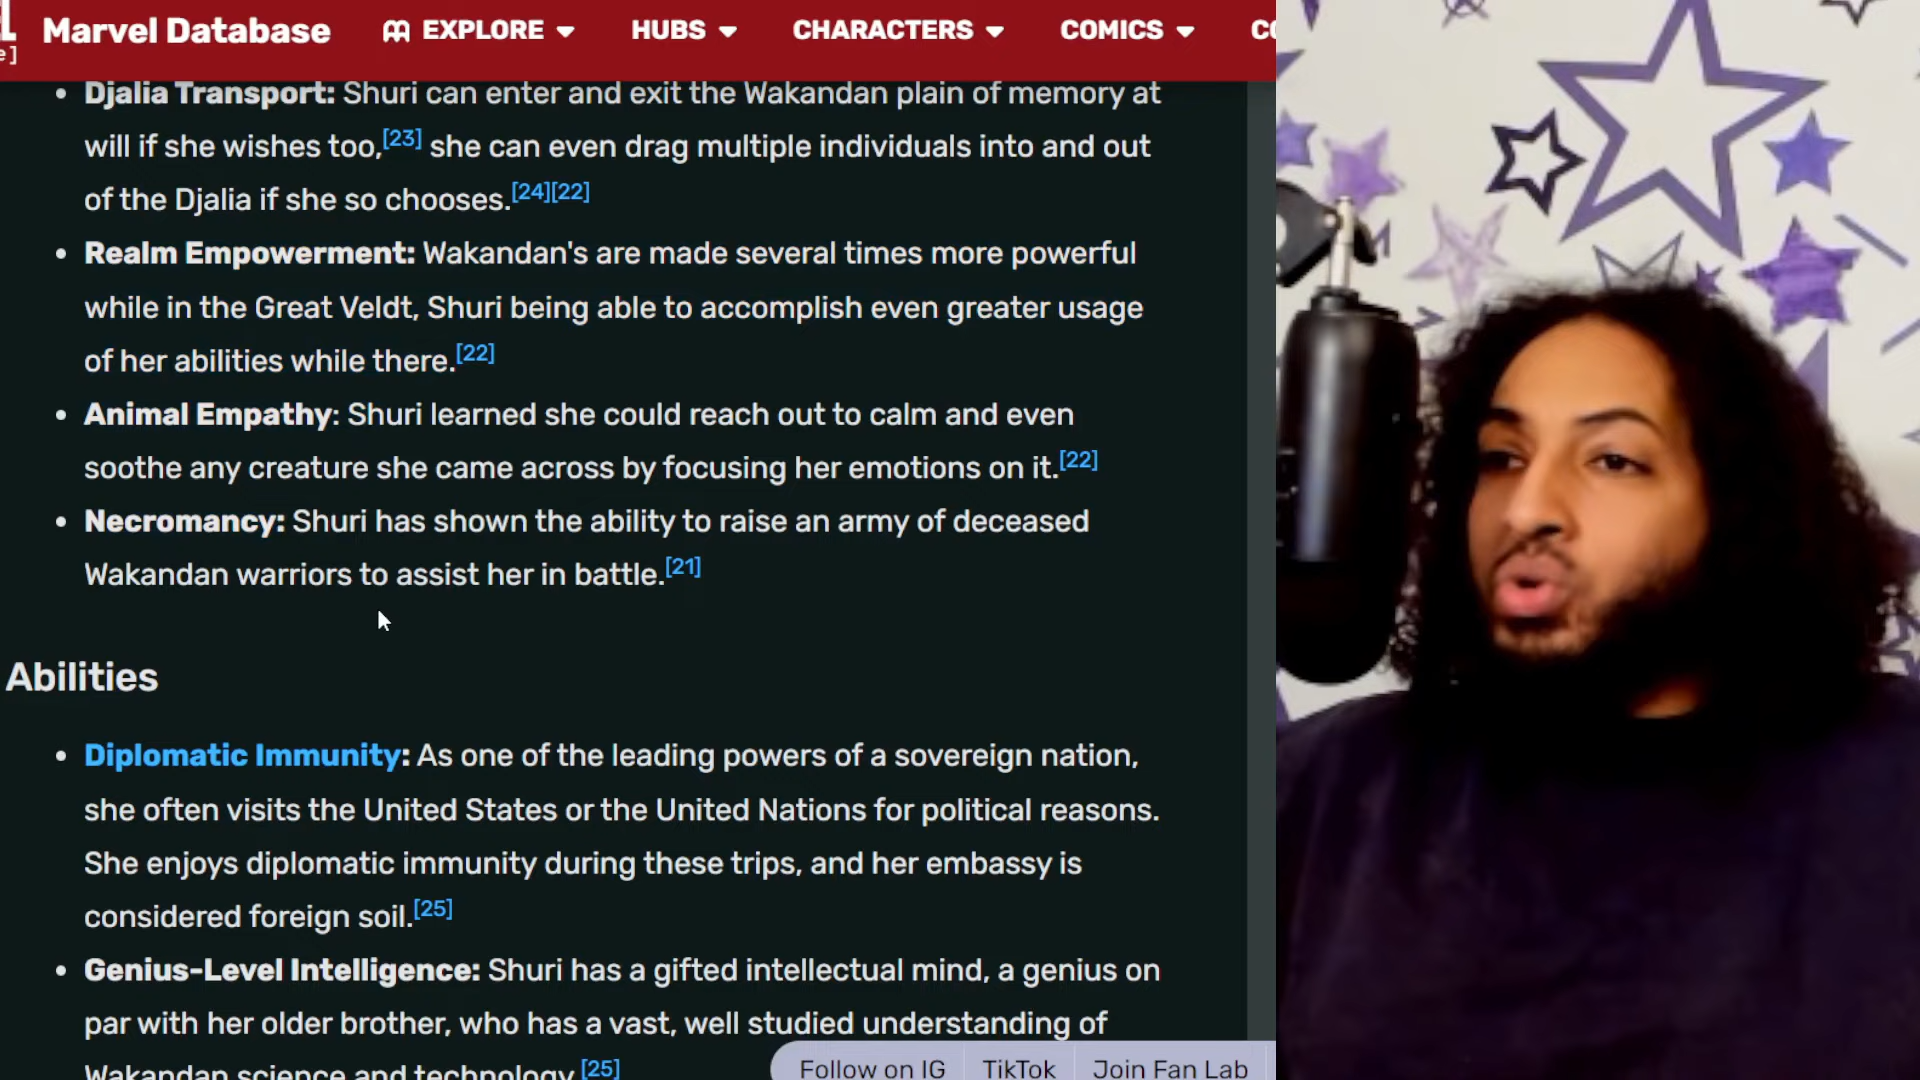 e]
Marvel Database
EXPLORE
HUBS
CHARACTERS
COMICS
Djalia Transport: Shuri can enter and exit the Wakandan plain of memory at
will if she wishes too,[23] she can even drag multiple individuals into and out
of the Djalia if she so chooses.[24][22]
Realm Empowerment: Wakandan's are made several times more powerful
while in the Great Veldt, Shuri being able to accomplish even greater usage
of her abilities while there.[22]
Animal Empathy: Shuri learned she could reach out to calm and even
soothe any creature she came across by focusing her emotions on it.[22]
Necromancy: Shuri has shown the ability to raise an army of deceased
Wakandan warriors to assist her in battle.[21]
Abilities
Diplomatic Immunity: As one of the leading powers of a sovereign nation,
she often visits the United States or the United Nations for political reasons.
She enjoys diplomatic immunity during these trips, and her embassy is
considered foreign soil.[25]
Genius-Level Intelligence: Shuri has a gifted intellectual mind, a genius on
par with her older brother, who has a vast, well studied understanding of
Wakandan science and technology.[25]
Follow on IG
TikTok
Join Fan Lab